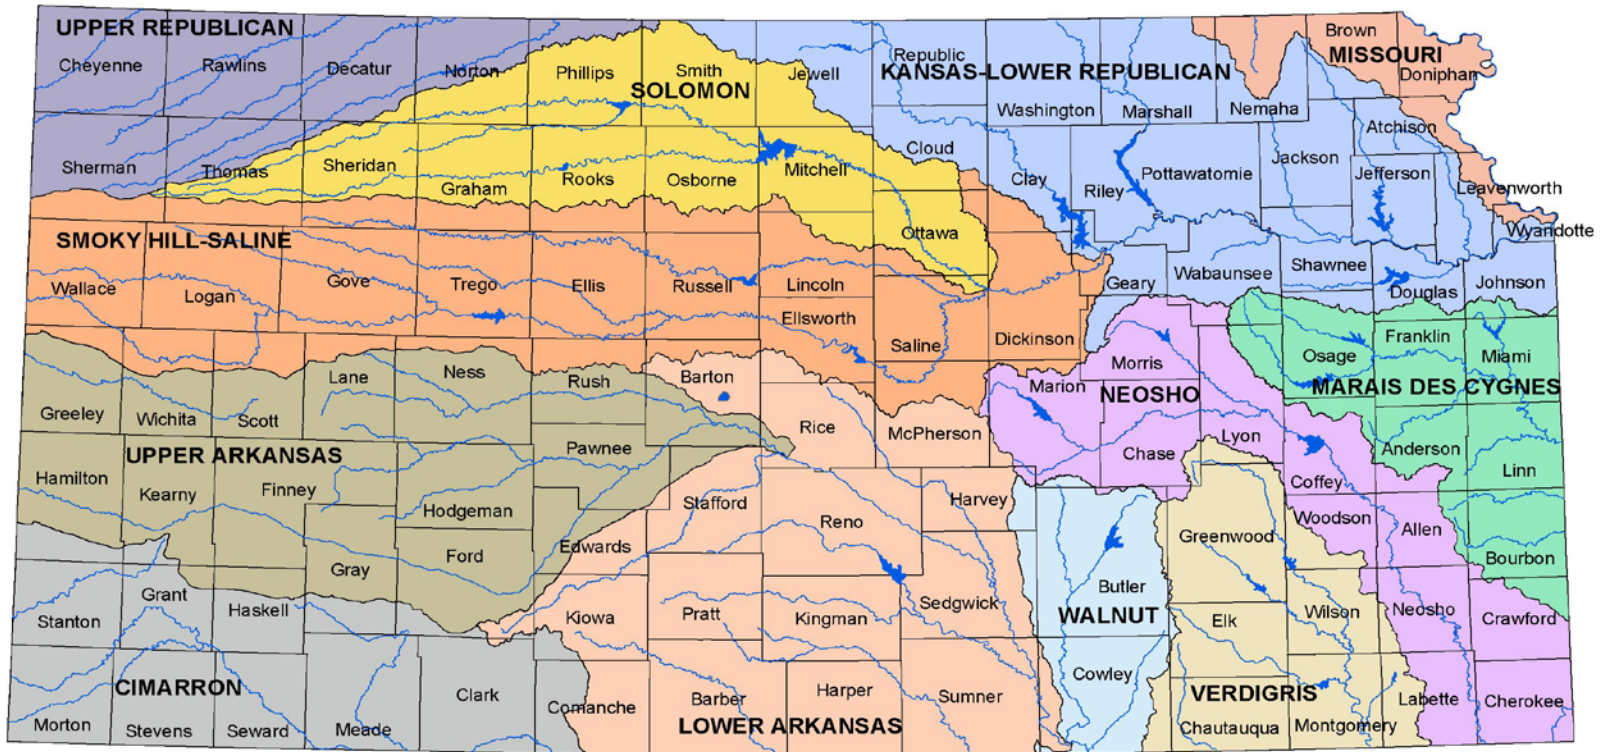 UPPER REPUBLICAN
Brown
MISSOURI
Republic
Cheyenne
Rawlins
Decatur
Norton
Phillips
Smith
Jewell
KANSAS-LOWER REPUBLICAN
Doniphan
SOLOMON
Washington
Marshall
Nemaha
Atchison
Cloud
Sherman
Thomas
Sheridan
Graham
Rooks
Osborne
Mitchell
Clay
Riley
Pottawatomie
Jackson
Jefferson
Leavenworth
Ottawa
Wyandotte
SMOKY HILL-SALINE
Wallace
Logan
Gove
Trego
Ellis
Russell
Lincoln
Geary
Wabaunsee
Shawnee
Douglas
Johnson
Ellsworth
Saline
Dickinson
Morris
Osage
Franklin
Miami
Lane
Ness
Rush
Barton
Marion
NEOSHO
MARAIS DES CYGNES
Greeley
Wichita
Scott
Rice
McPherson
Chase
Lyon
Anderson
Linn
UPPER ARKANSAS
Pawnee
Hamilton
Kearny
Finney
Hodgeman
Stafford
Reno
Harvey
Coffey
Woodson
Allen
Greenwood
Bourbon
Edwards
Ford
Gray
Grant
Haskell
Stanton
Kiowa
Pratt
Kingman
Sedgwick
Butler
WALNUT
Elk
Wilson
Neosho
Crawford
CIMARRON
Morton
Stevens
Seward
Meade
Clark
Comanche
Barber
Harper
Sumner
Cowley
VERDIGRIS
Labette
Cherokee
LOWER ARKANSAS
Chautauqua
Montgomery